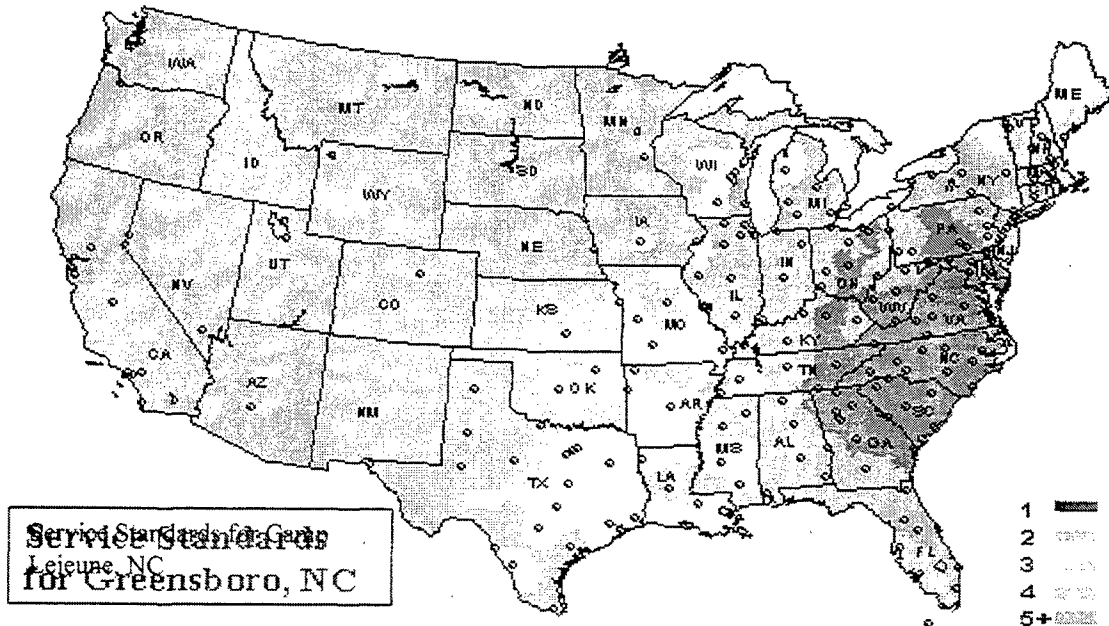 WA
MT
ND
MN
ME
OR
ID
SD
WI
MI
NY
WY
IA
PA
NE
NV
UT
CO
IL
IN
OH
WV
VA
KS
MO
KY
CA
NC
TN
AZ
NM
OK
AR
SC
MS
AL
GA
TX
LA
FL
Service Standards for Camp
Lejeune, NC
Service Standards
for Greensboro, NC
1
2
3
4
5+